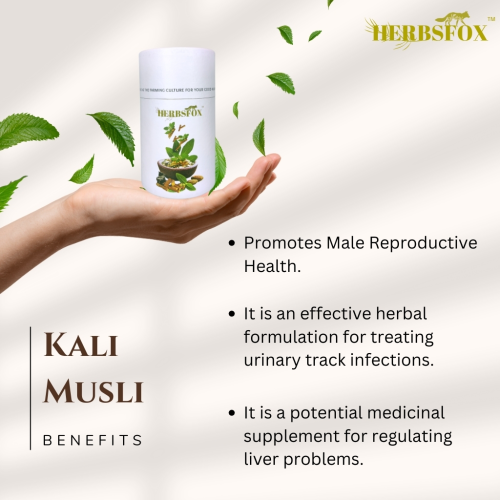 HERBSFOX™
HERBSFOX
Promotes Male Reproductive
Health.
It is an effective herbal
formulation for treating
urinary track infections.
It is a potential medicinal
supplement for regulating
liver problems.
KALI
MUSLI
BENEFITS